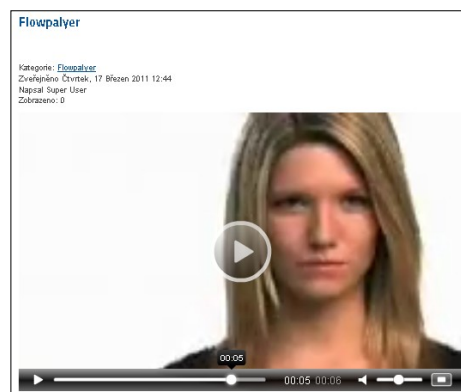 Flowpalyer
Kategorie: Flowpalyer
Zveřejněno Čtvrtek, 17 Březen 2011 12:44
Napsal Super User
Zobrazeno: 0
00:05
00:05 00:06